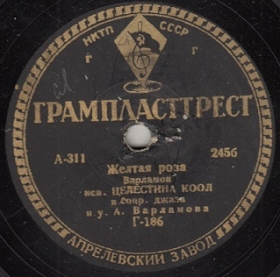 НКТП СССР
Г Г
ГРАМПЛАСТТРЕСТ
А-311 2456
Желтая роза
Варламов
исп. ЦЕЛЕСТИНА КООЛ
в сопр. джаза
п/у. А. Варламова
Г-186
АПРЕЛЕВСКИЙ ЗАВОД